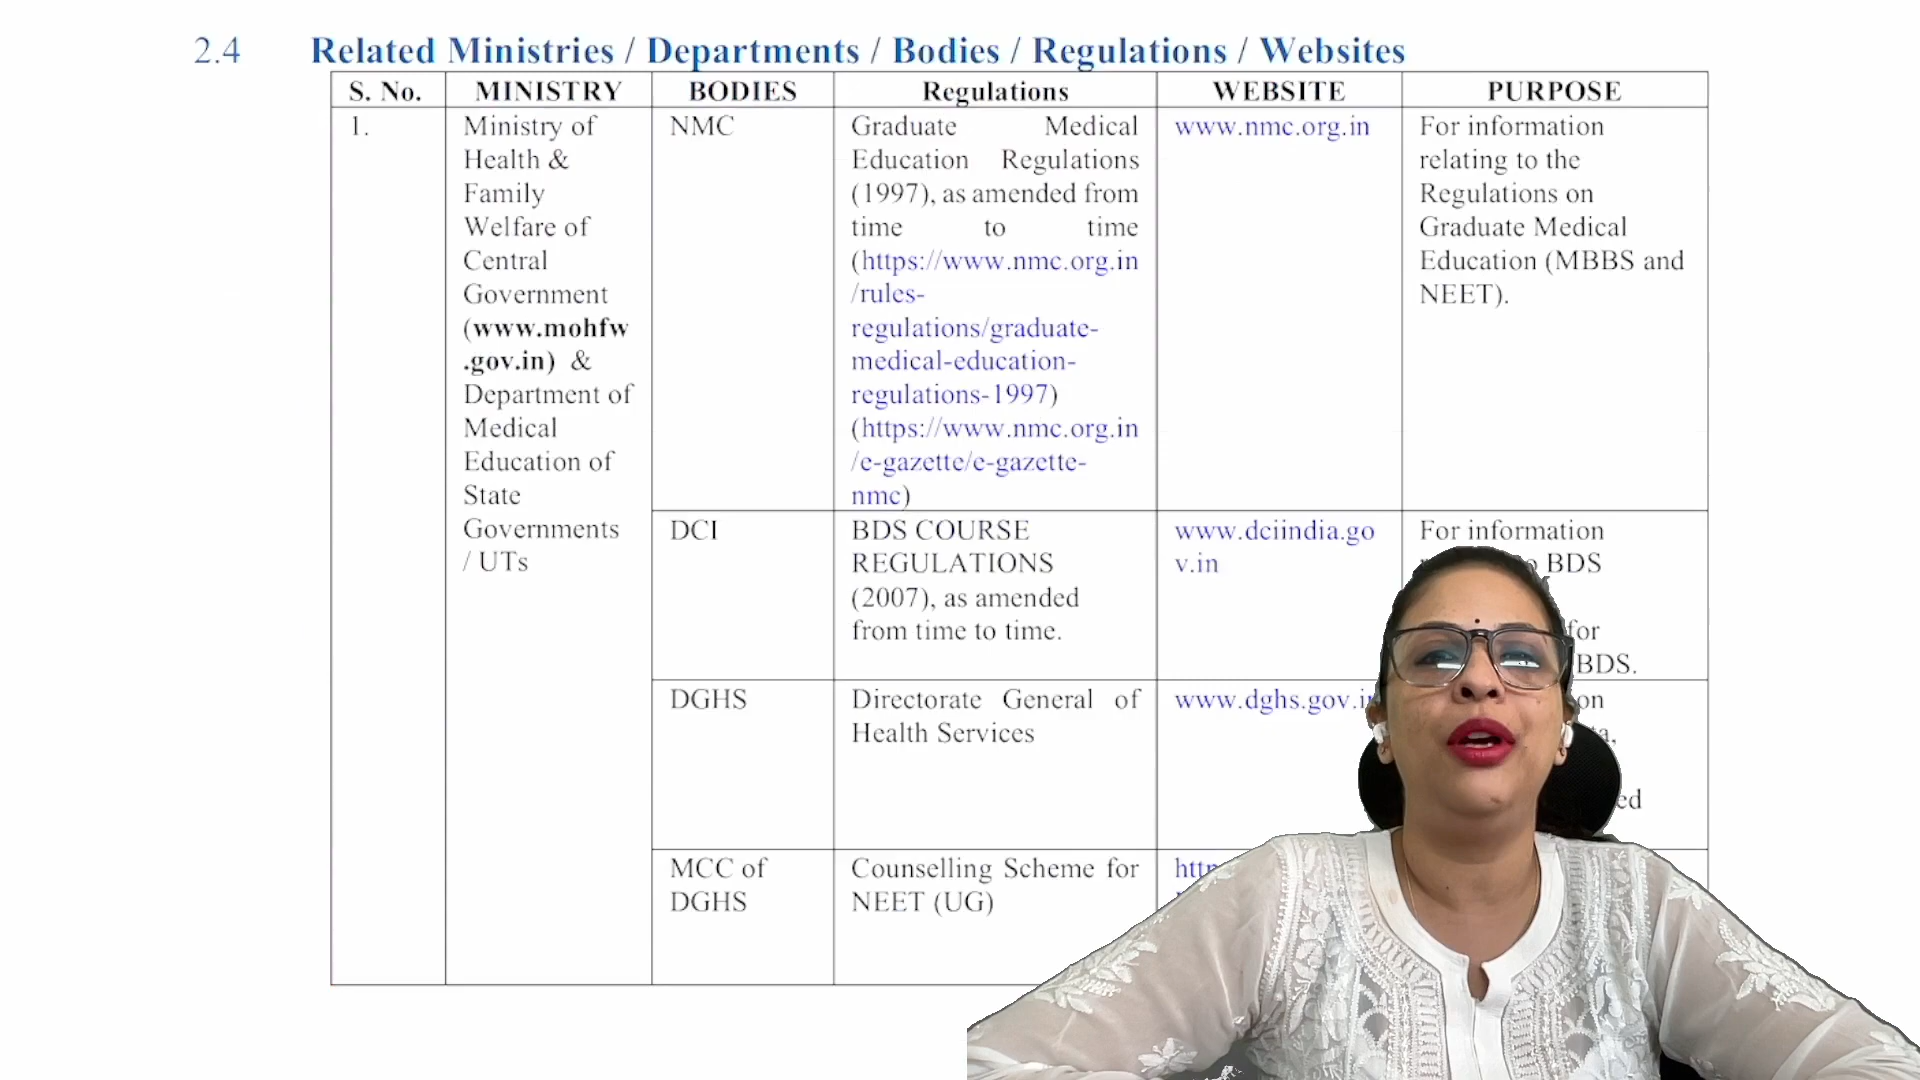 2.4 Related Ministries / Departments / Bodies / Regulations / Websites
S. No. MINISTRY BODIES Regulations WEBSITE PURPOSE
1.
Ministry of
Health &
Family
Welfare of
Central
Government
(www.mohfw
.gov.in) &
Department of
Medical
Education of
State
Governments
/ UTs
NMC
Graduate Medical
Education Regulations
(1997), as amended from
time to time
(https://www.nmc.org.in
/rules-
regulations/graduate-
medical-education-
regulations-1997)
(https://www.nmc.org.in
/e-gazette/e-gazette-
nmc)
www.nmc.org.in
For information
relating to the
Regulations on
Graduate Medical
Education (MBBS and
NEET).
DCI
BDS COURSE
REGULATIONS
(2007), as amended
from time to time.
www.dciindia.go
v.in
For information
BDS
for
BDS.
DGHS
Directorate General of
Health Services
www.dghs.gov.in
MCC of
DGHS
Counselling Scheme for
NEET (UG)